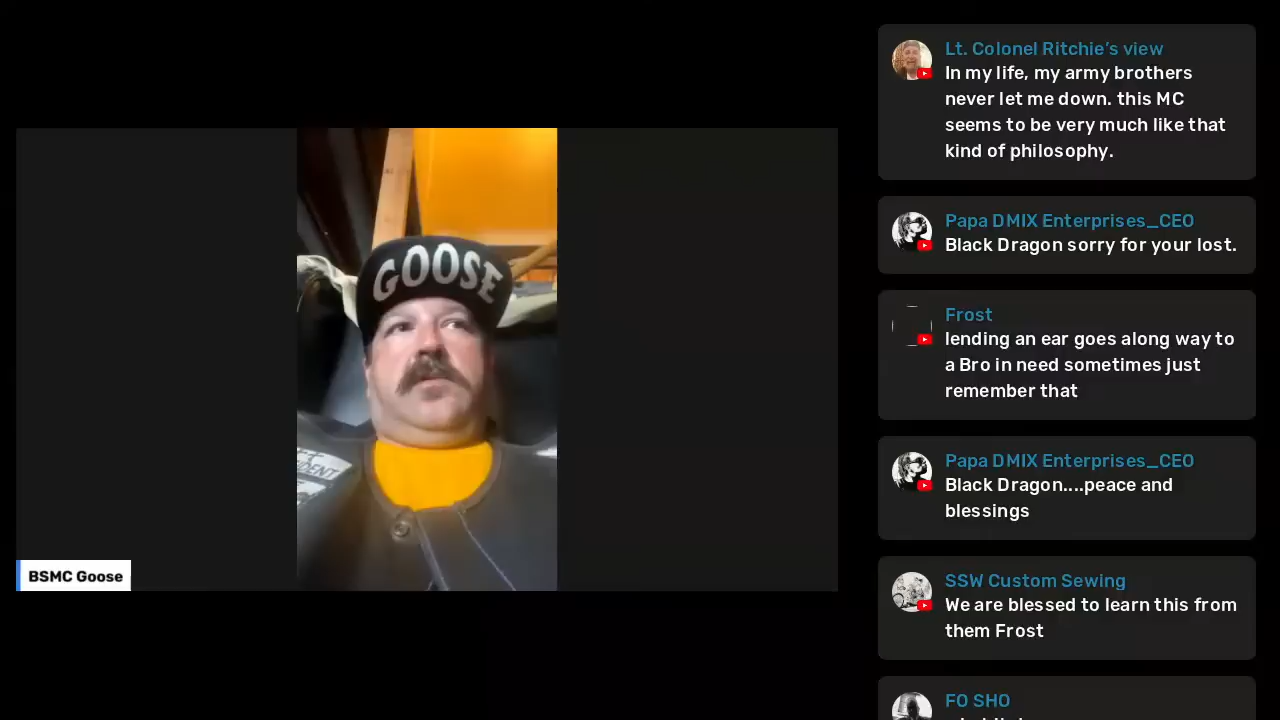 GOOSE
BSMC Goose
Lt. Colonel Ritchie's view
In my life, my army brothers
never let me down. this MC
seems to be very much like that
kind of philosophy.
Papa DMIX Enterprises_CEO
Black Dragon sorry for your lost.
Frost
lending an ear goes along way to
a Bro in need sometimes just
remember that
Papa DMIX Enterprises_CEO
Black Dragon....peace and
blessings
SSW Custom Sewing
We are blessed to learn this from
them Frost
FO SHO